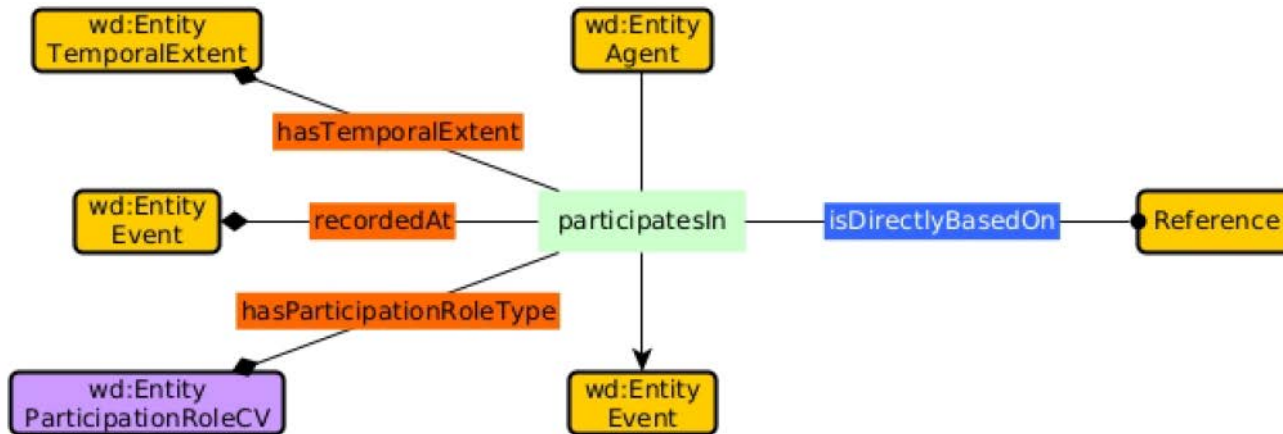 wd:Entity
TemporalExtent
wd:Entity
Agent
hasTemporalExtent
wd:Entity
Event
recordedAt
participatesIn
isDirectlyBasedOn
Reference
hasParticipationRoleType
wd:Entity
ParticipationRoleCV
wd:Entity
Event